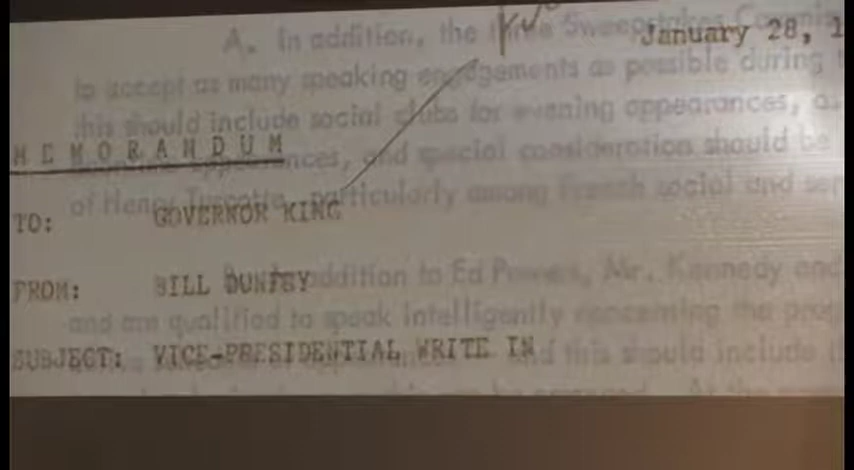 January 28, 1
MEMORANDUM
TO: GOVERNOR KING
FROM: BILL DUNFEY
SUBJECT: VICE-PRESIDENTIAL WRITE IN
A. In addition, the three Sweepstakes
to accept as many speaking engagements as possible during
this should include social clubs for evening appearances,
appearances, and special consideration should be
of Henry Turcotte, particularly among French social and
addition to Ed Powers, Mr. Kennedy and
and are qualified to speak intelligently concerning the
and this should include